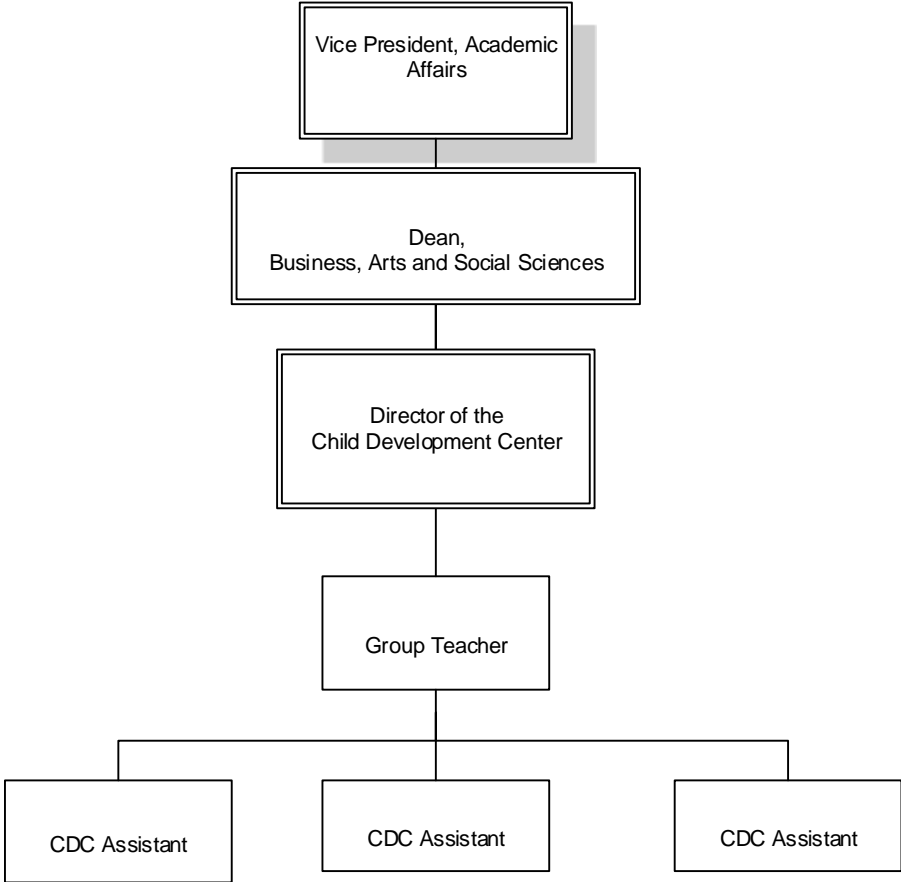 Vice President, Academic
Affairs
Dean,
Business, Arts and Social Sciences
Director of the
Child Development Center
Group Teacher
CDC Assistant
CDC Assistant
CDC Assistant